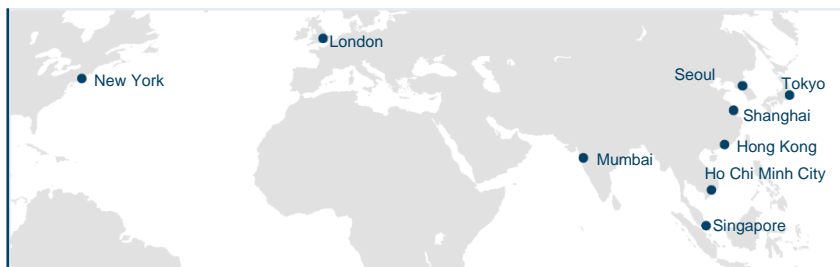 London
New York
Seoul
Tokyo
Shanghai
Hong Kong
Mumbai
Ho Chi Minh City
Singapore